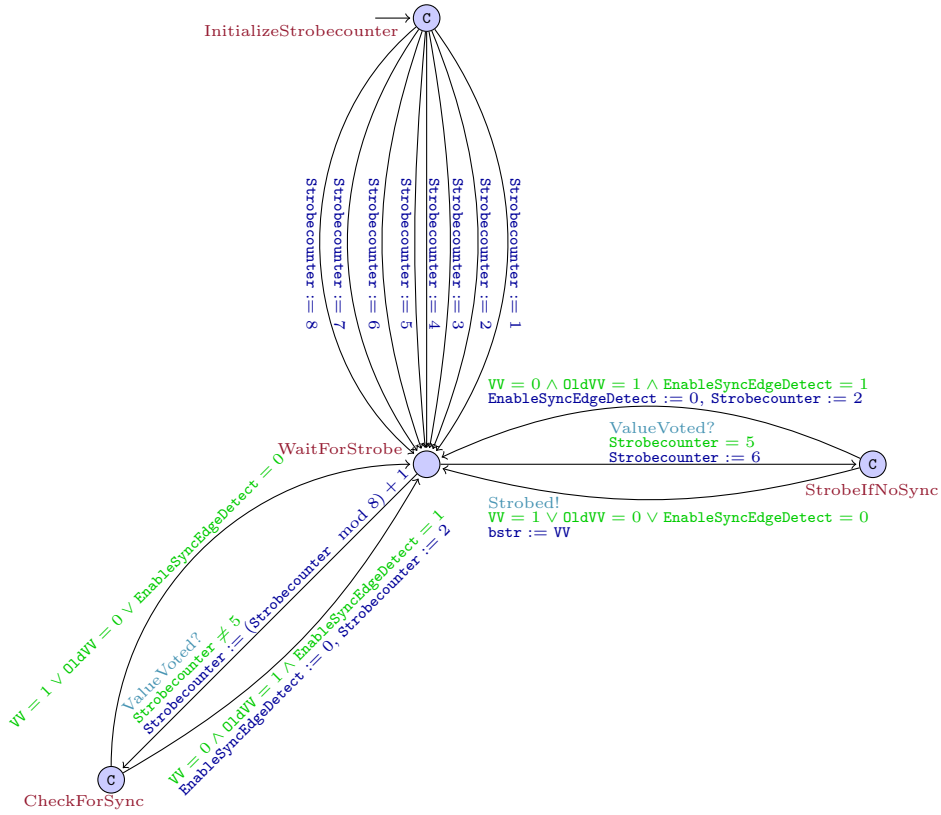 C
InitializeStrobecounter
Strobecounter := 8
Strobecounter := 7
Strobecounter := 6
Strobecounter := 5
Strobecounter := 4
Strobecounter := 3
Strobecounter := 2
Strobecounter := 1
VV = 0 ∧ OldVV = 1 ∧ EnableSyncEdgeDetect = 1
EnableSyncEdgeDetect := 0, Strobecounter := 2
ValueVoted?
Strobecounter = 5
Strobecounter := 6
WaitForStrobe
C
StrobeIfNoSync
Strobed!
VV = 1 ∨ OldVV = 0 ∨ EnableSyncEdgeDetect = 0
bstr := VV
VV = 1 ∨ OldVV = 0 ∨ EnableSyncEdgeDetect = 0
ValueVoted?
Strobecounter ≠ 5
Strobecounter := (Strobecounter mod 8) + 1
VV = 0 ∧ OldVV = 1 ∧ EnableSyncEdgeDetect = 1
EnableSyncEdgeDetect := 0, Strobecounter := 2
C
CheckForSync